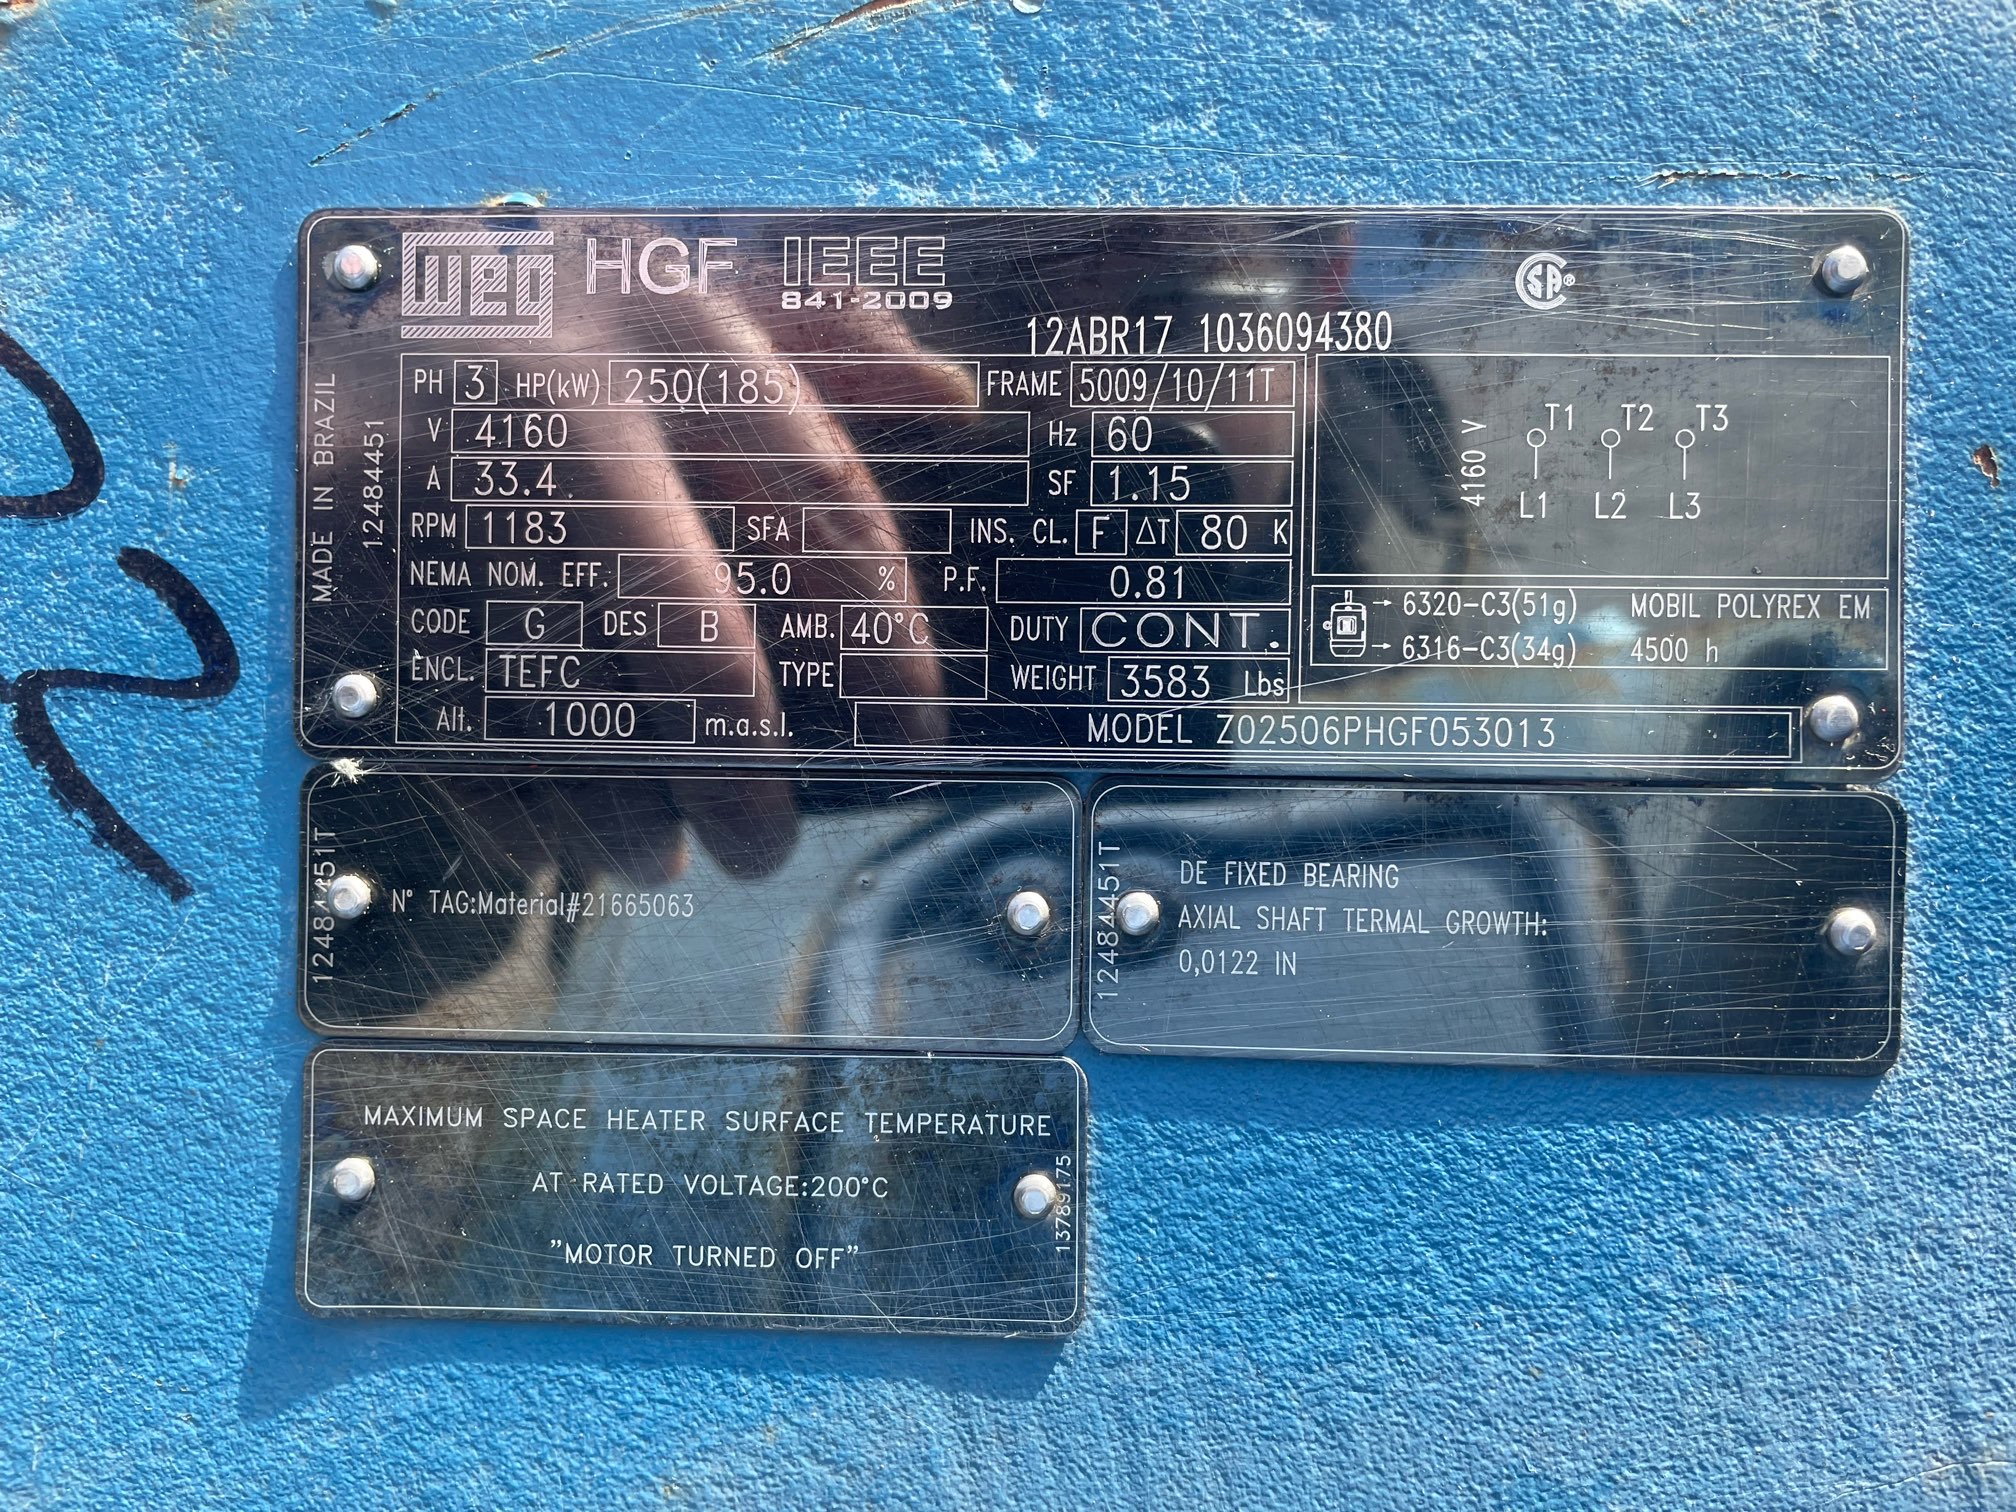 weg HGF IEEE
841-2009
12ABR17 1036094380
MADE IN BRAZIL
12484451
PH 3 HP(kW) 250(185) FRAME 5009/10/11T
V 4160 Hz 60
A 33.4 SF 1.15
RPM 1183 SFA INS. CL. F ΔT 80 K
NEMA NOM. EFF. 95.0 % P.F. 0.81
CODE G DES B AMB. 40°C DUTY CONT.
ENCL. TEFC TYPE WEIGHT 3583 Lbs
Alt. 1000 m.a.s.l. MODEL Z02506PHGF053013
CSA®
4160 V
T1 T2 T3
L1 L2 L3
→ 6320-C3(51g) MOBIL POLYREX EM
→ 6316-C3(34g) 4500 h
12484451T
N° TAG:Material#21665063
12484451T
DE FIXED BEARING
AXIAL SHAFT TERMAL GROWTH:
0,0122 IN
MAXIMUM SPACE HEATER SURFACE TEMPERATURE
AT RATED VOLTAGE:200°C
"MOTOR TURNED OFF"
13789175